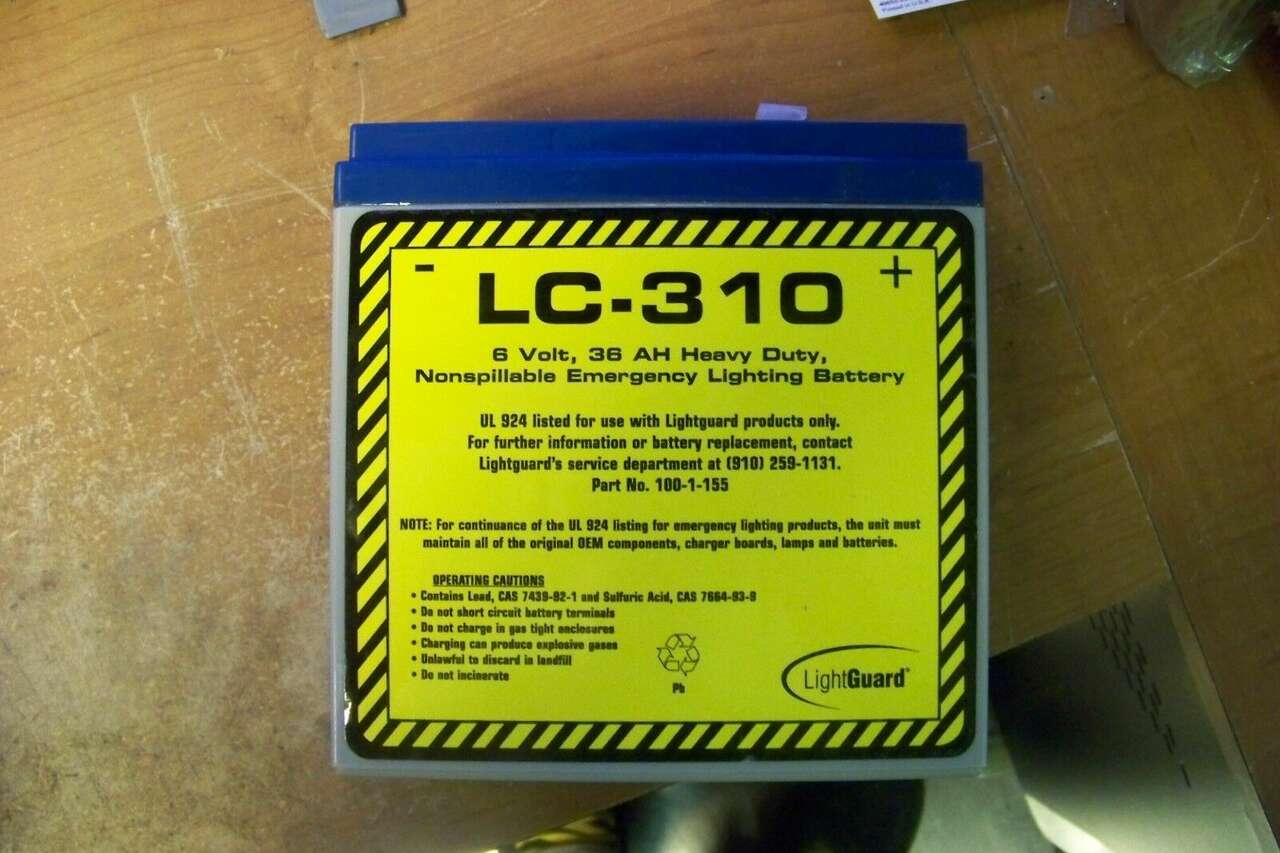 Printed in U.S.A.
- LC-310 +
6 Volt, 36 AH Heavy Duty,
Nonspillable Emergency Lighting Battery
UL 924 listed for use with Lightguard products only.
For further information or battery replacement, contact
Lightguard's service department at (910) 259-1131.
Part No. 100-1-155
NOTE: For continuance of the UL 924 listing for emergency lighting products, the unit must
maintain all of the original OEM components, charger boards, lamps and batteries.
OPERATING CAUTIONS
• Contains Lead, CAS 7439-92-1 and Sulfuric Acid, CAS 7664-93-9
• Do not short circuit battery terminals
• Do not charge in gas tight enclosures
• Charging can produce explosive gases
• Unlawful to discard in landfill
• Do not incinerate
Pb
LightGuard®